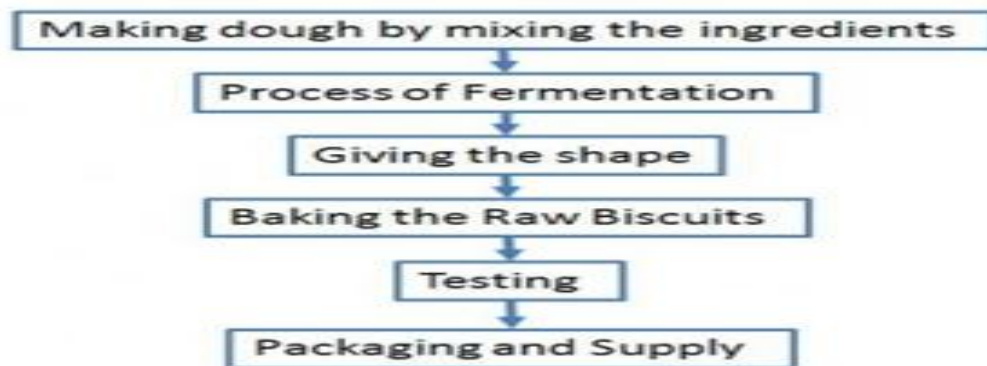 Making dough by mixing the ingredients
Process of Fermentation
Giving the shape
Baking the Raw Biscuits
Testing
Packaging and Supply